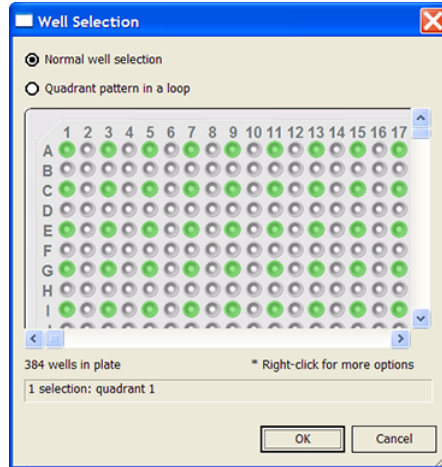 Well Selection
Normal well selection
Quadrant pattern in a loop
1 2 3 4 5 6 7 8 9 10 11 12 13 14 15 16 17
A
B
C
D
E
F
G
H
I
384 wells in plate
* Right-click for more options
1 selection: quadrant 1
OK
Cancel